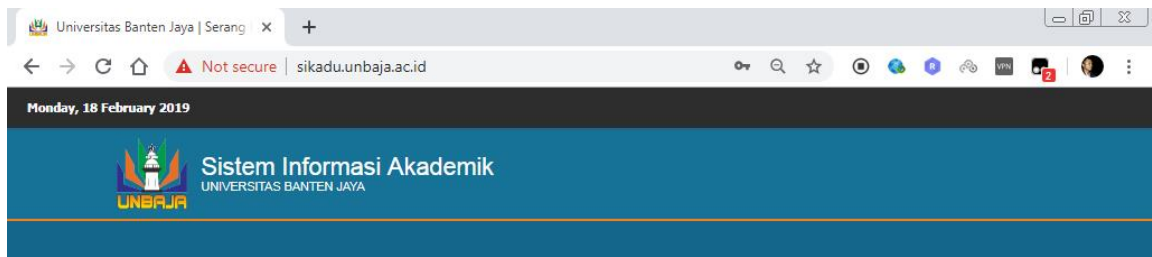 Universitas Banten Jaya | Serang
Not secure | sikadu.unbaja.ac.id
R
VPN
2
Monday, 18 February 2019
Sistem Informasi Akademik
UNIVERSITAS BANTEN JAYA
UNBAJA